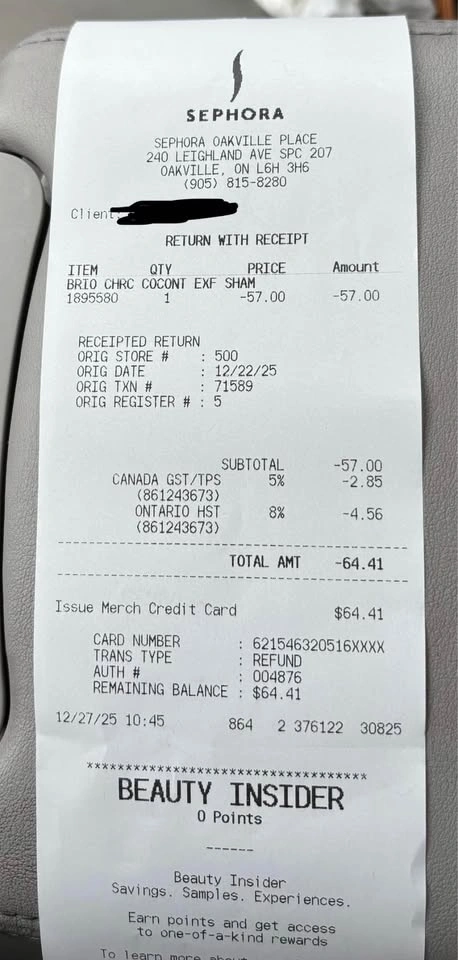 SEPHORA
SEPHORA OAKVILLE PLACE
240 LEIGHLAND AVE SPC 207
OAKVILLE, ON L6H 3H6
(905) 815-8280
Client
RETURN WITH RECEIPT
ITEM QTY PRICE Amount
BRIO CHRC COCONT EXF SHAM
1895580 1 -57.00 -57.00
RECEIPTED RETURN
ORIG STORE # : 500
ORIG DATE : 12/22/25
ORIG TXN # : 71589
ORIG REGISTER # : 5
SUBTOTAL -57.00
CANADA GST/TPS 5% -2.85
(861243673)
ONTARIO HST 8% -4.56
(861243673)
TOTAL AMT -64.41
Issue Merch Credit Card $64.41
CARD NUMBER : 621546320516XXXX
TRANS TYPE : REFUND
AUTH # : 004876
REMAINING BALANCE : $64.41
12/27/25 10:45 864 2 376122 30825
***********************************
BEAUTY INSIDER
0 Points
------
Beauty Insider
Savings. Samples. Experiences.
Earn points and get access
to one-of-a-kind rewards
To learn more about